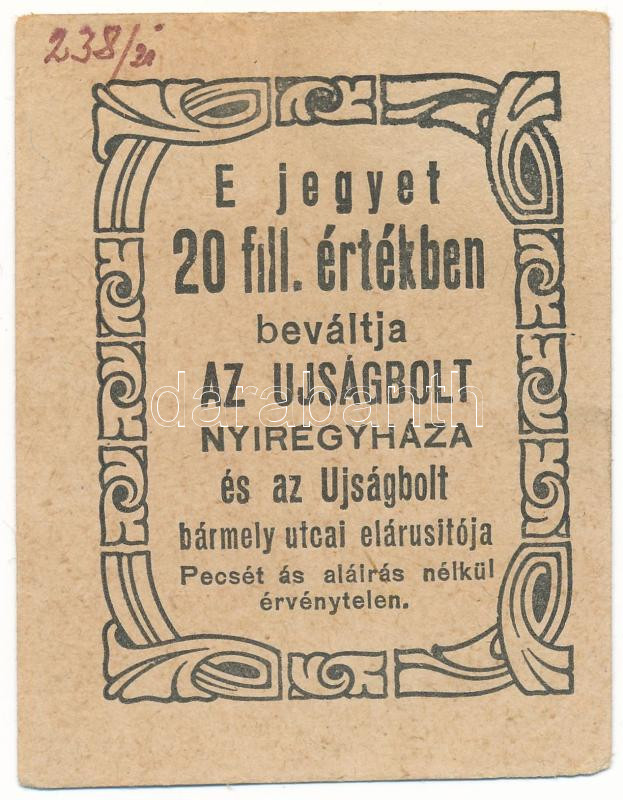 238/
E jegyet
20 fill. értékben
beváltja
AZ UJSÁGBOLT
darabanth
NYIREGYHÁZA
és az Ujságbolt
bármely utcai elárusitója
Pecsét ás aláirás nélkül
érvénytelen.